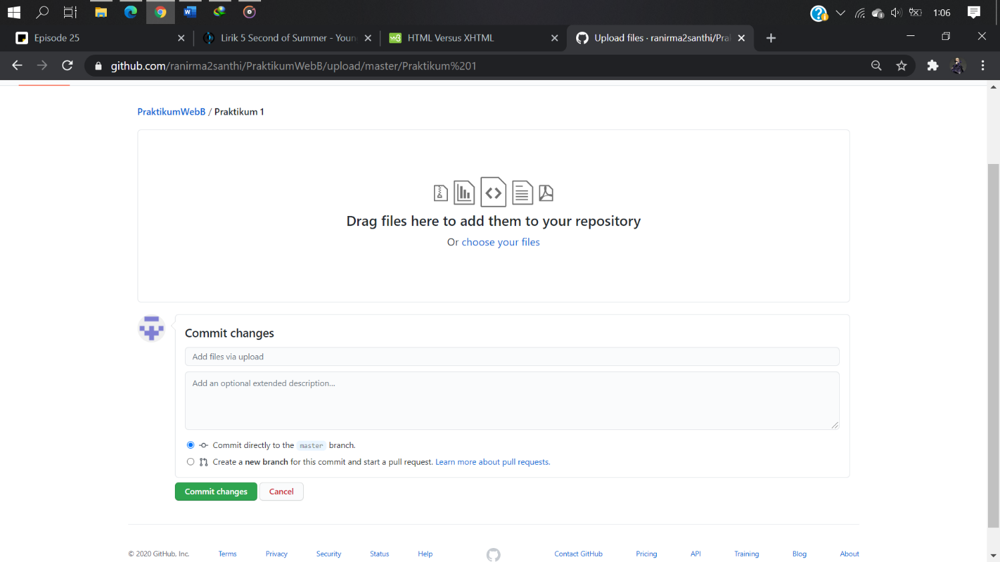 1:06
Episode 25
Lirik 5 Second of Summer - Youn
HTML Versus XHTML
Upload files · ranirma2santhi/Pra
github.com/ranirma2santhi/PraktikumWebB/upload/master/Praktikum%201
PraktikumWebB / Praktikum 1
Drag files here to add them to your repository
Or choose your files
Commit changes
Add files via upload
Add an optional extended description...
Commit directly to the master branch.
Create a new branch for this commit and start a pull request. Learn more about pull requests.
Commit changes Cancel
© 2020 GitHub, Inc. Terms Privacy Security Status Help Contact GitHub Pricing API Training Blog About